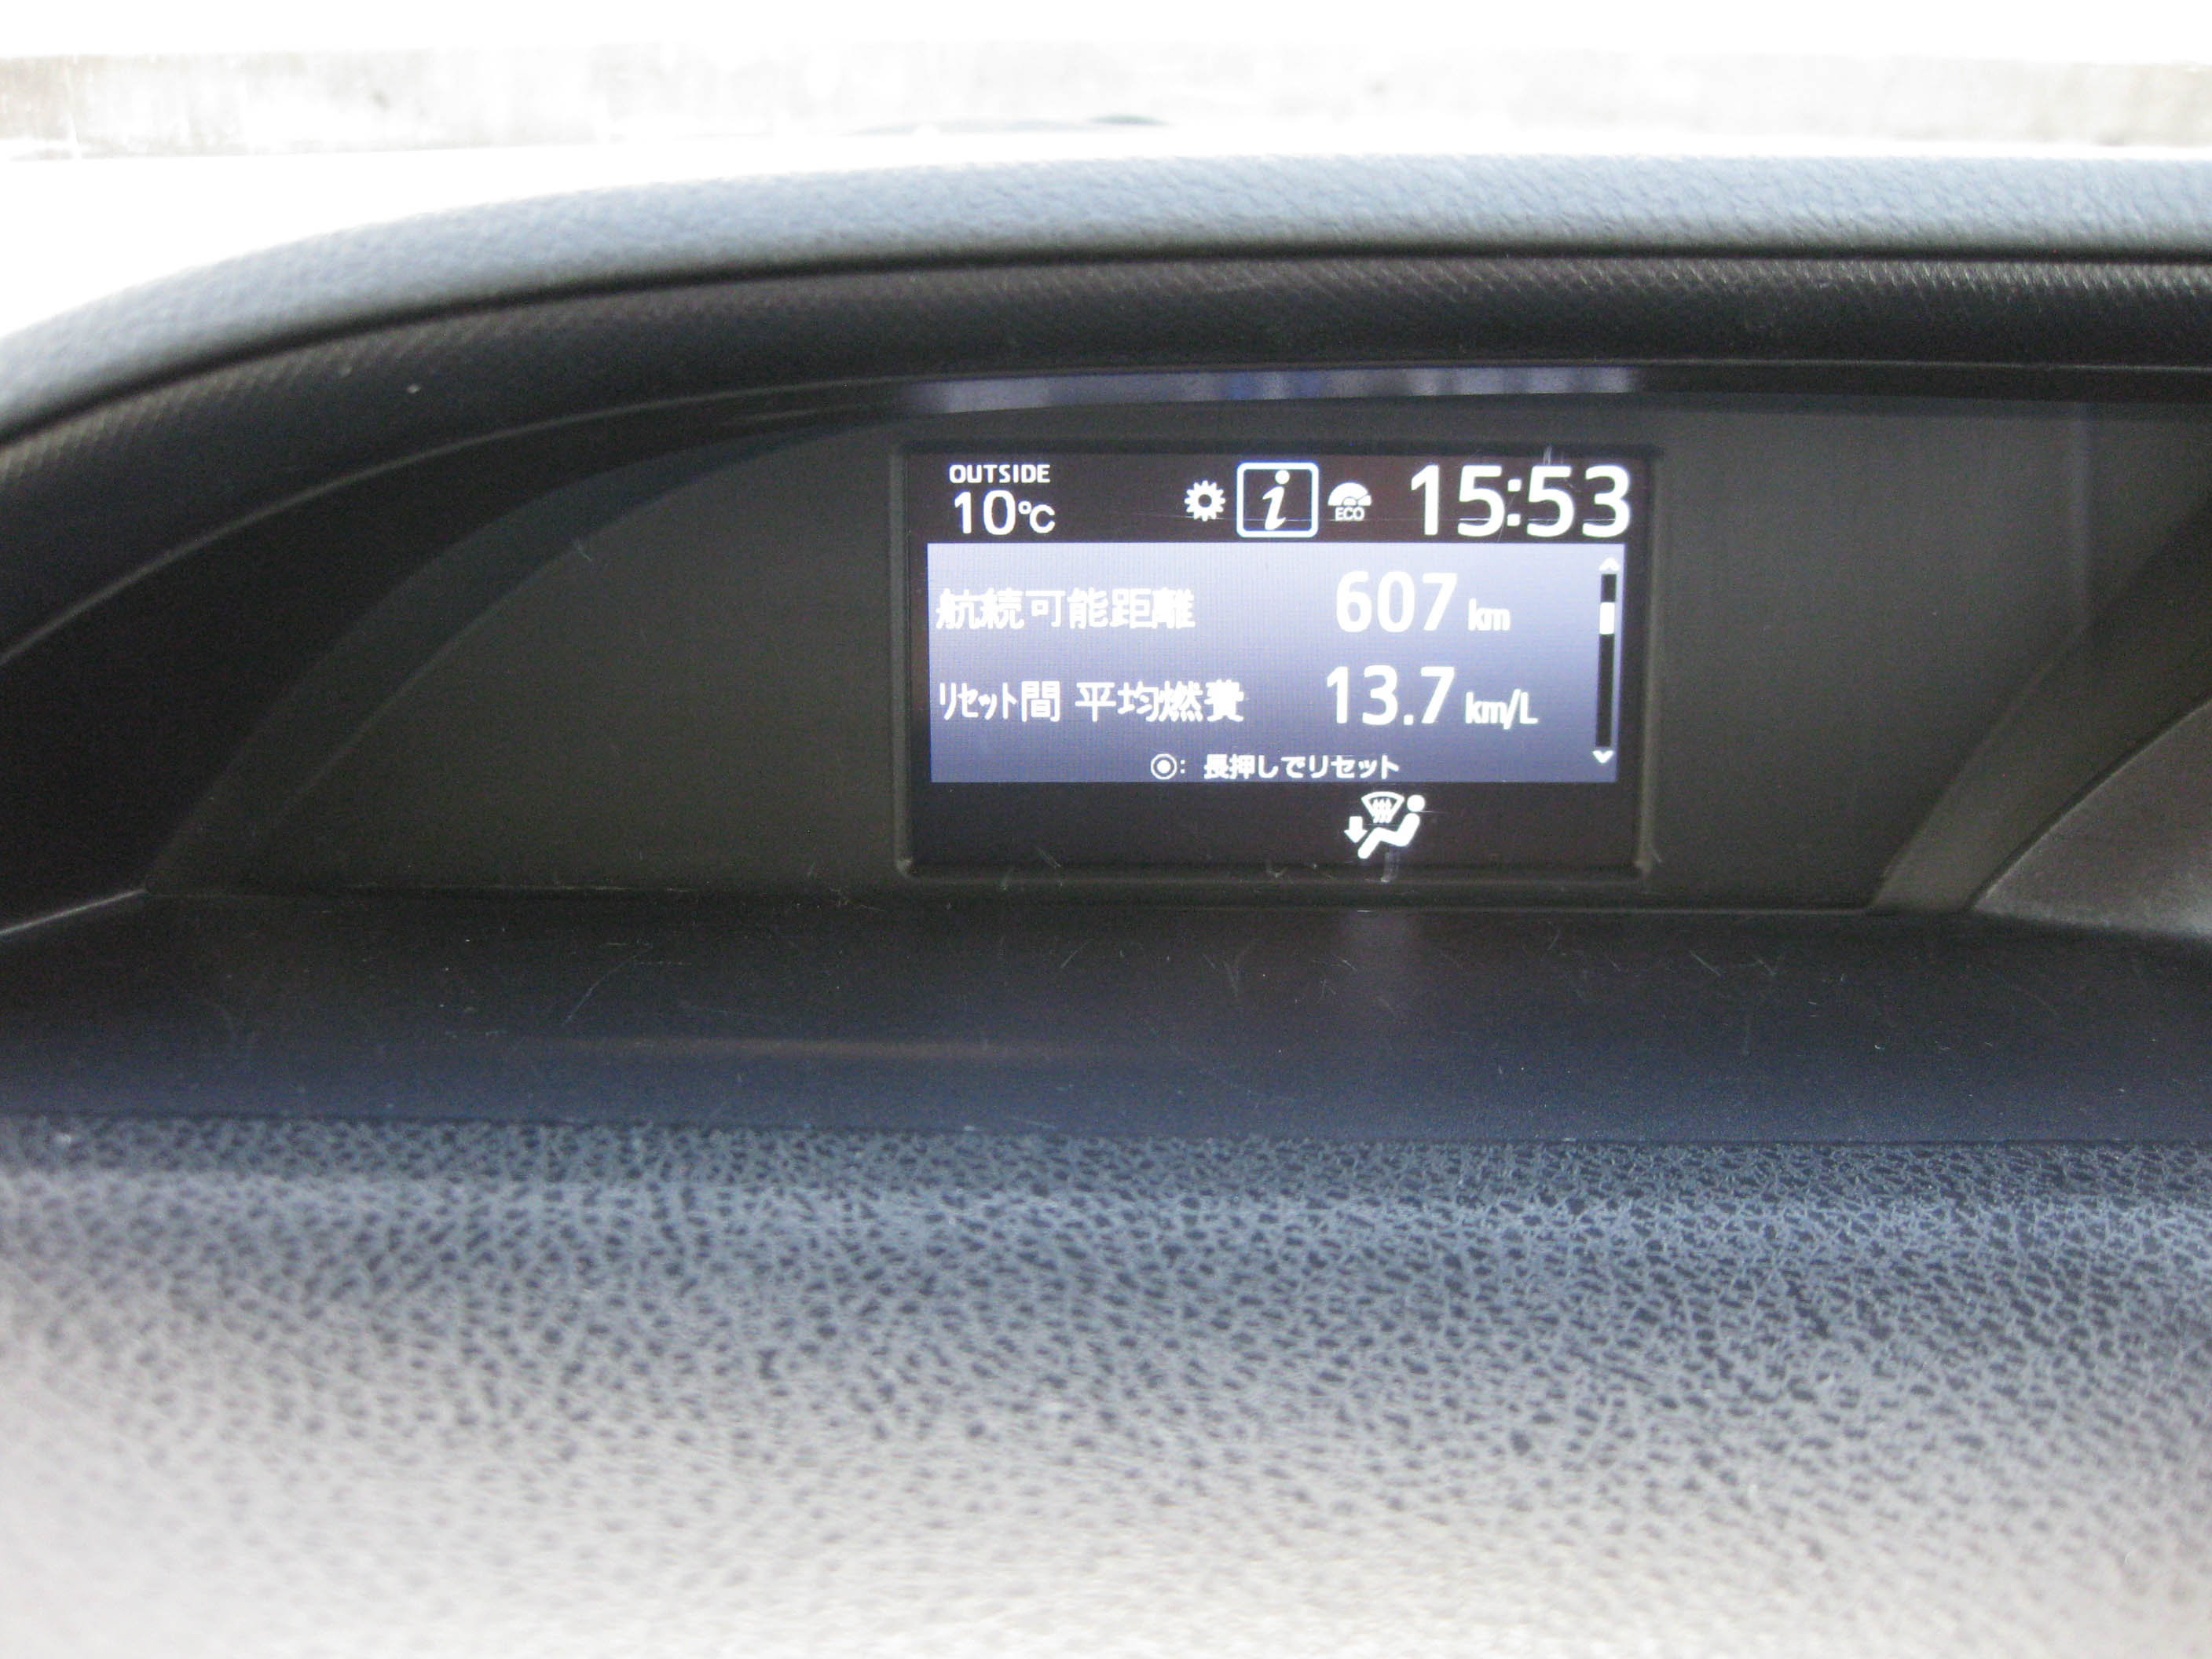 OUTSIDE
10℃
i
ECO
15:53
航続可能距離 607 km
リセット間 平均燃費 13.7 km/L
◉: 長押しでリセット